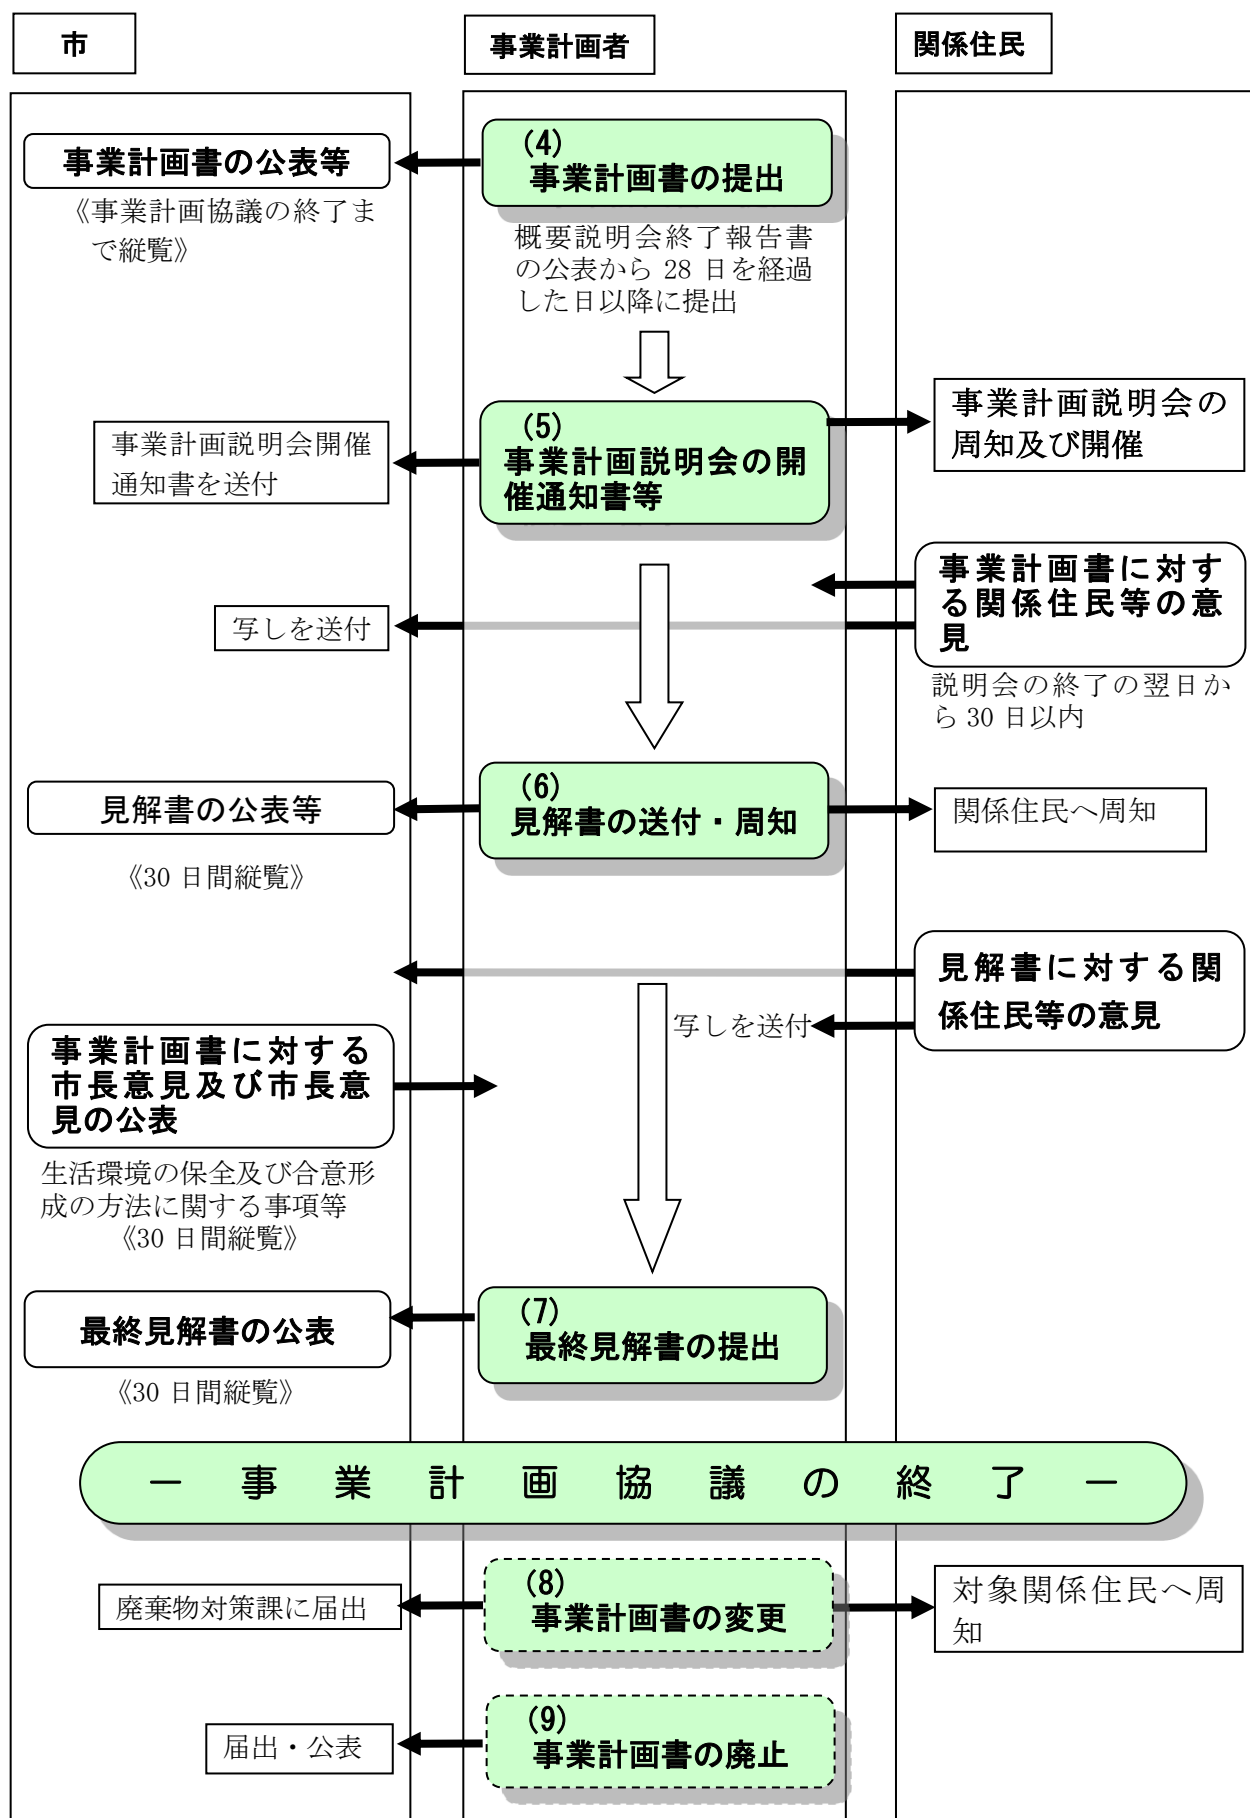 市
事業計画者
関係住民
(4)
事業計画書の提出
事業計画書の公表等
《事業計画協議の終了ま
で縦覧》
概要説明会終了報告書
の公表から 28 日を経過
した日以降に提出
(5)
事業計画説明会の開
催通知書等
事業計画説明会開催
通知書を送付
事業計画説明会の
周知及び開催
事業計画書に対す
る関係住民等の意
見
写しを送付
説明会の終了の翌日か
ら 30 日以内
(6)
見解書の送付・周知
見解書の公表等
《30 日間縦覧》
関係住民へ周知
見解書に対する関
係住民等の意見
写しを送付
事業計画書に対する
市長意見及び市長意
見の公表
生活環境の保全及び合意形
成の方法に関する事項等
《30 日間縦覧》
(7)
最終見解書の提出
最終見解書の公表
《30 日間縦覧》
－事業計画協議の終了－
(8)
事業計画書の変更
廃棄物対策課に届出
対象関係住民へ周
知
(9)
事業計画書の廃止
届出・公表